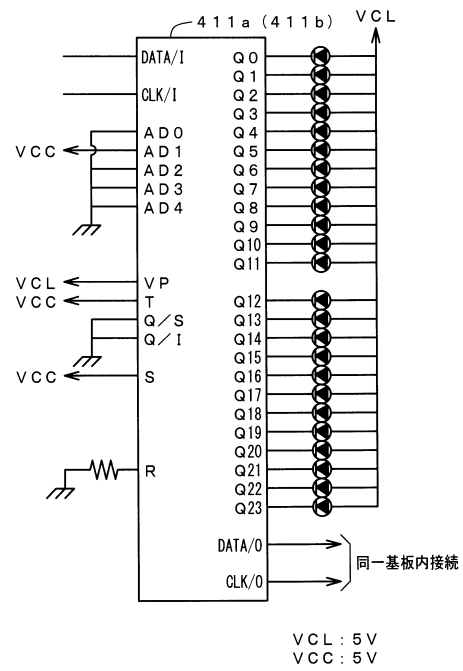 411a (411b)
VCL
DATA/I
CLK/I
AD0
AD1
AD2
AD3
AD4
VCC
VCL
VCC
VP
T
Q/S
Q/I
VCC
S
R
Q0
Q1
Q2
Q3
Q4
Q5
Q6
Q7
Q8
Q9
Q10
Q11
Q12
Q13
Q14
Q15
Q16
Q17
Q18
Q19
Q20
Q21
Q22
Q23
DATA/O
CLK/O
同一基板内接続
VCL:5V
VCC:5V